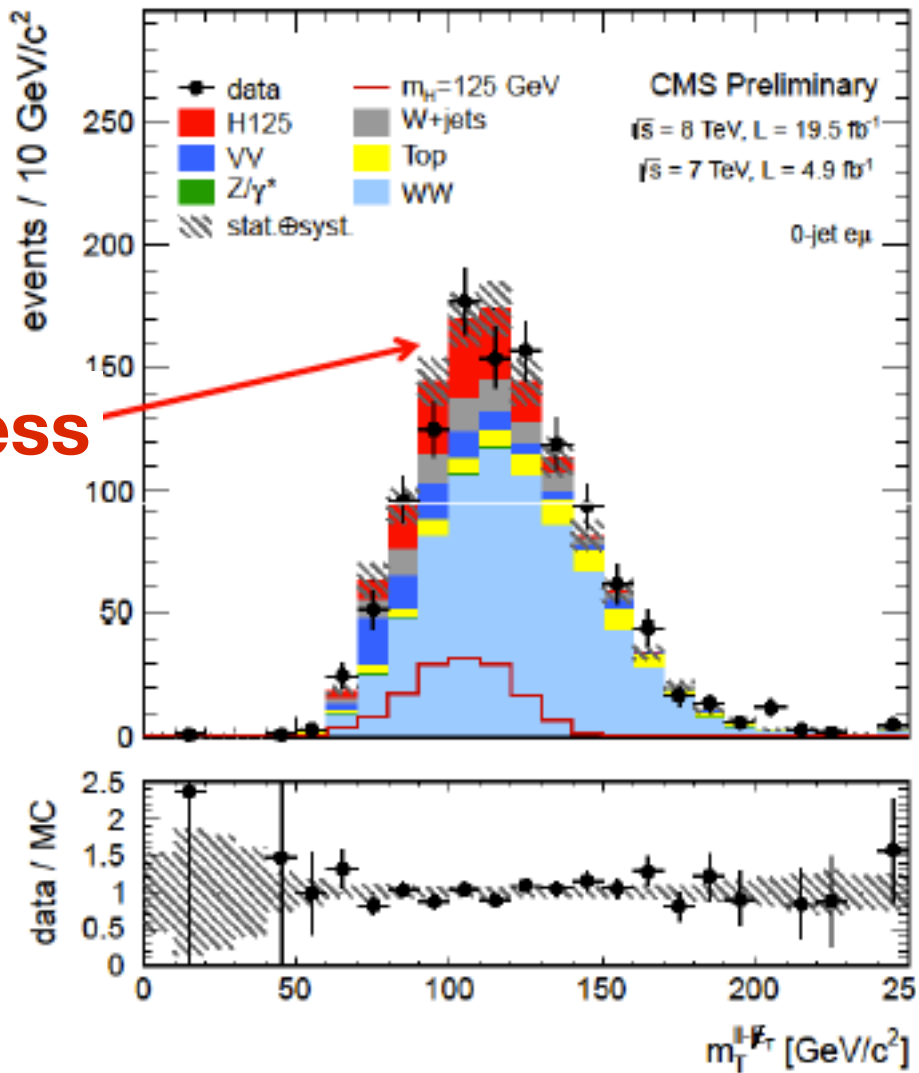 events / 10 GeV/c²
250
200
150
100
50
0
data
m_H=125 GeV
H125
W+jets
VV
Top
Z/γ*
WW
stat.⊕syst.
CMS Preliminary
√s = 8 TeV, L = 19.5 fb⁻¹
√s = 7 TeV, L = 4.9 fb⁻¹
0-jet eμ
ess
data / MC
2.5
2
1.5
1
0.5
0
0 50 100 150 200 25
m_T^{ll-E̸_T} [GeV/c²]